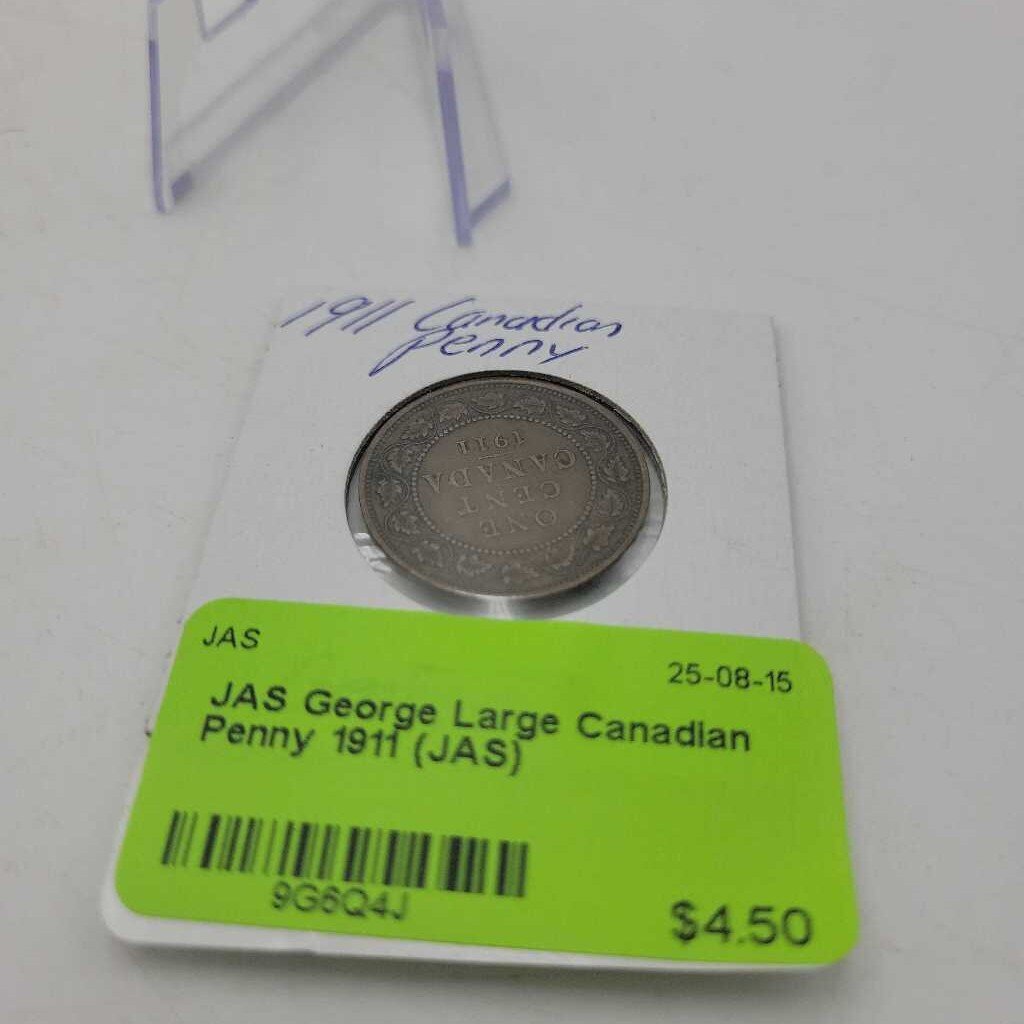 1911 Canadian
Penny
ONE
CENT
CANADA
1911
JAS
25-08-15
JAS George Large Canadian
Penny 1911 (JAS)
9G6Q4J
$4.50